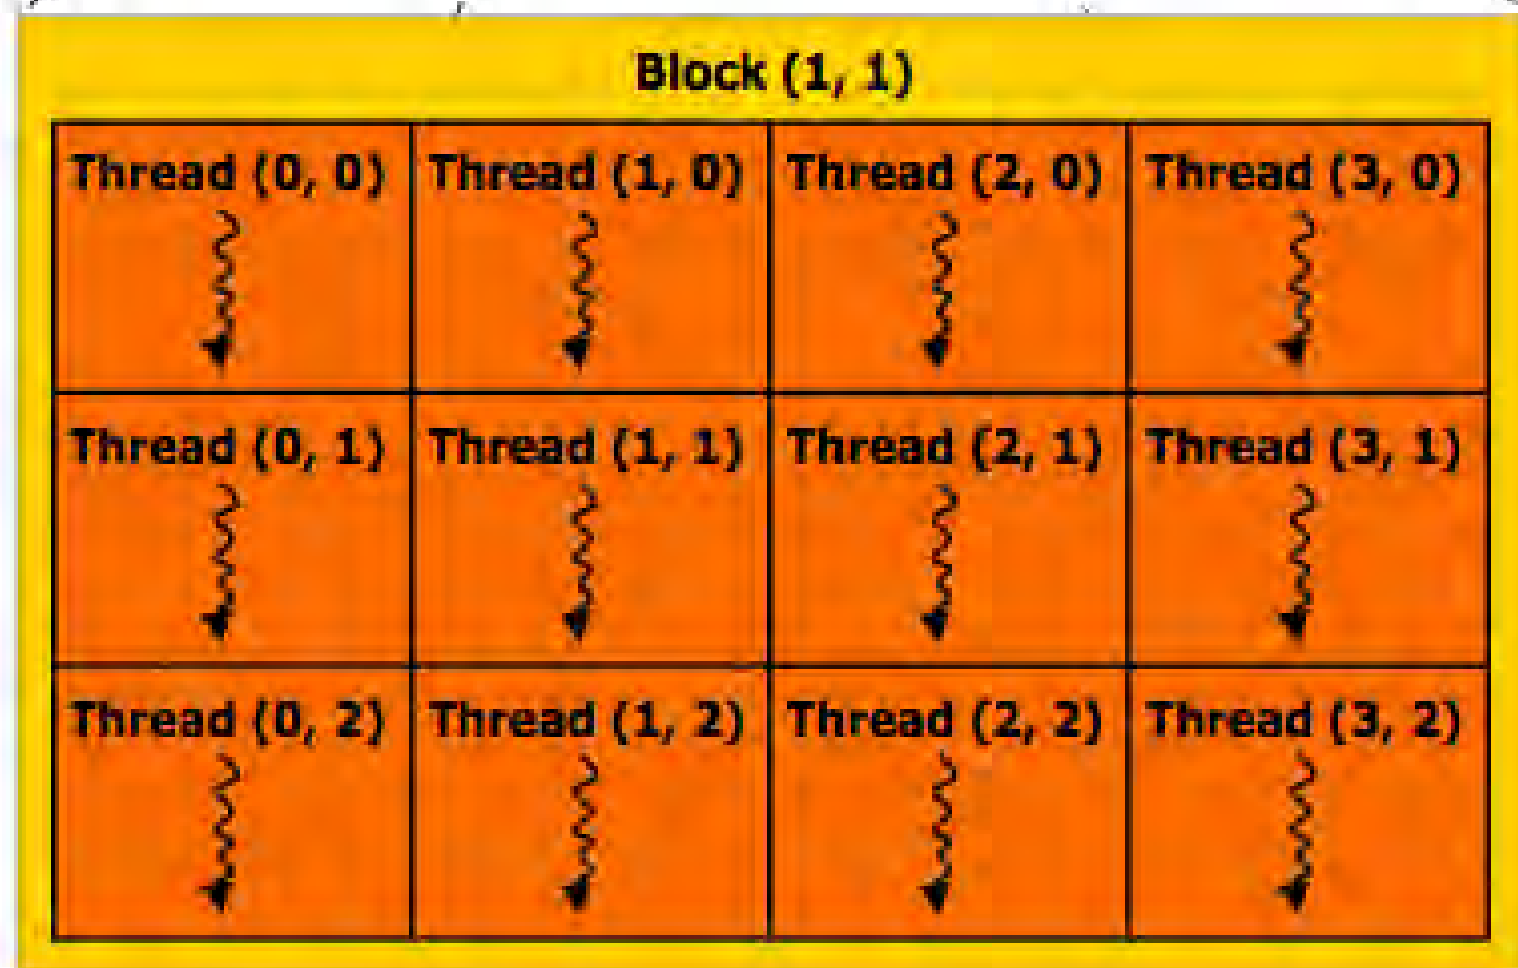 Block (1, 1)
Thread (0, 0) Thread (1, 0) Thread (2, 0) Thread (3, 0)
Thread (0, 1) Thread (1, 1) Thread (2, 1) Thread (3, 1)
Thread (0, 2) Thread (1, 2) Thread (2, 2) Thread (3, 2)